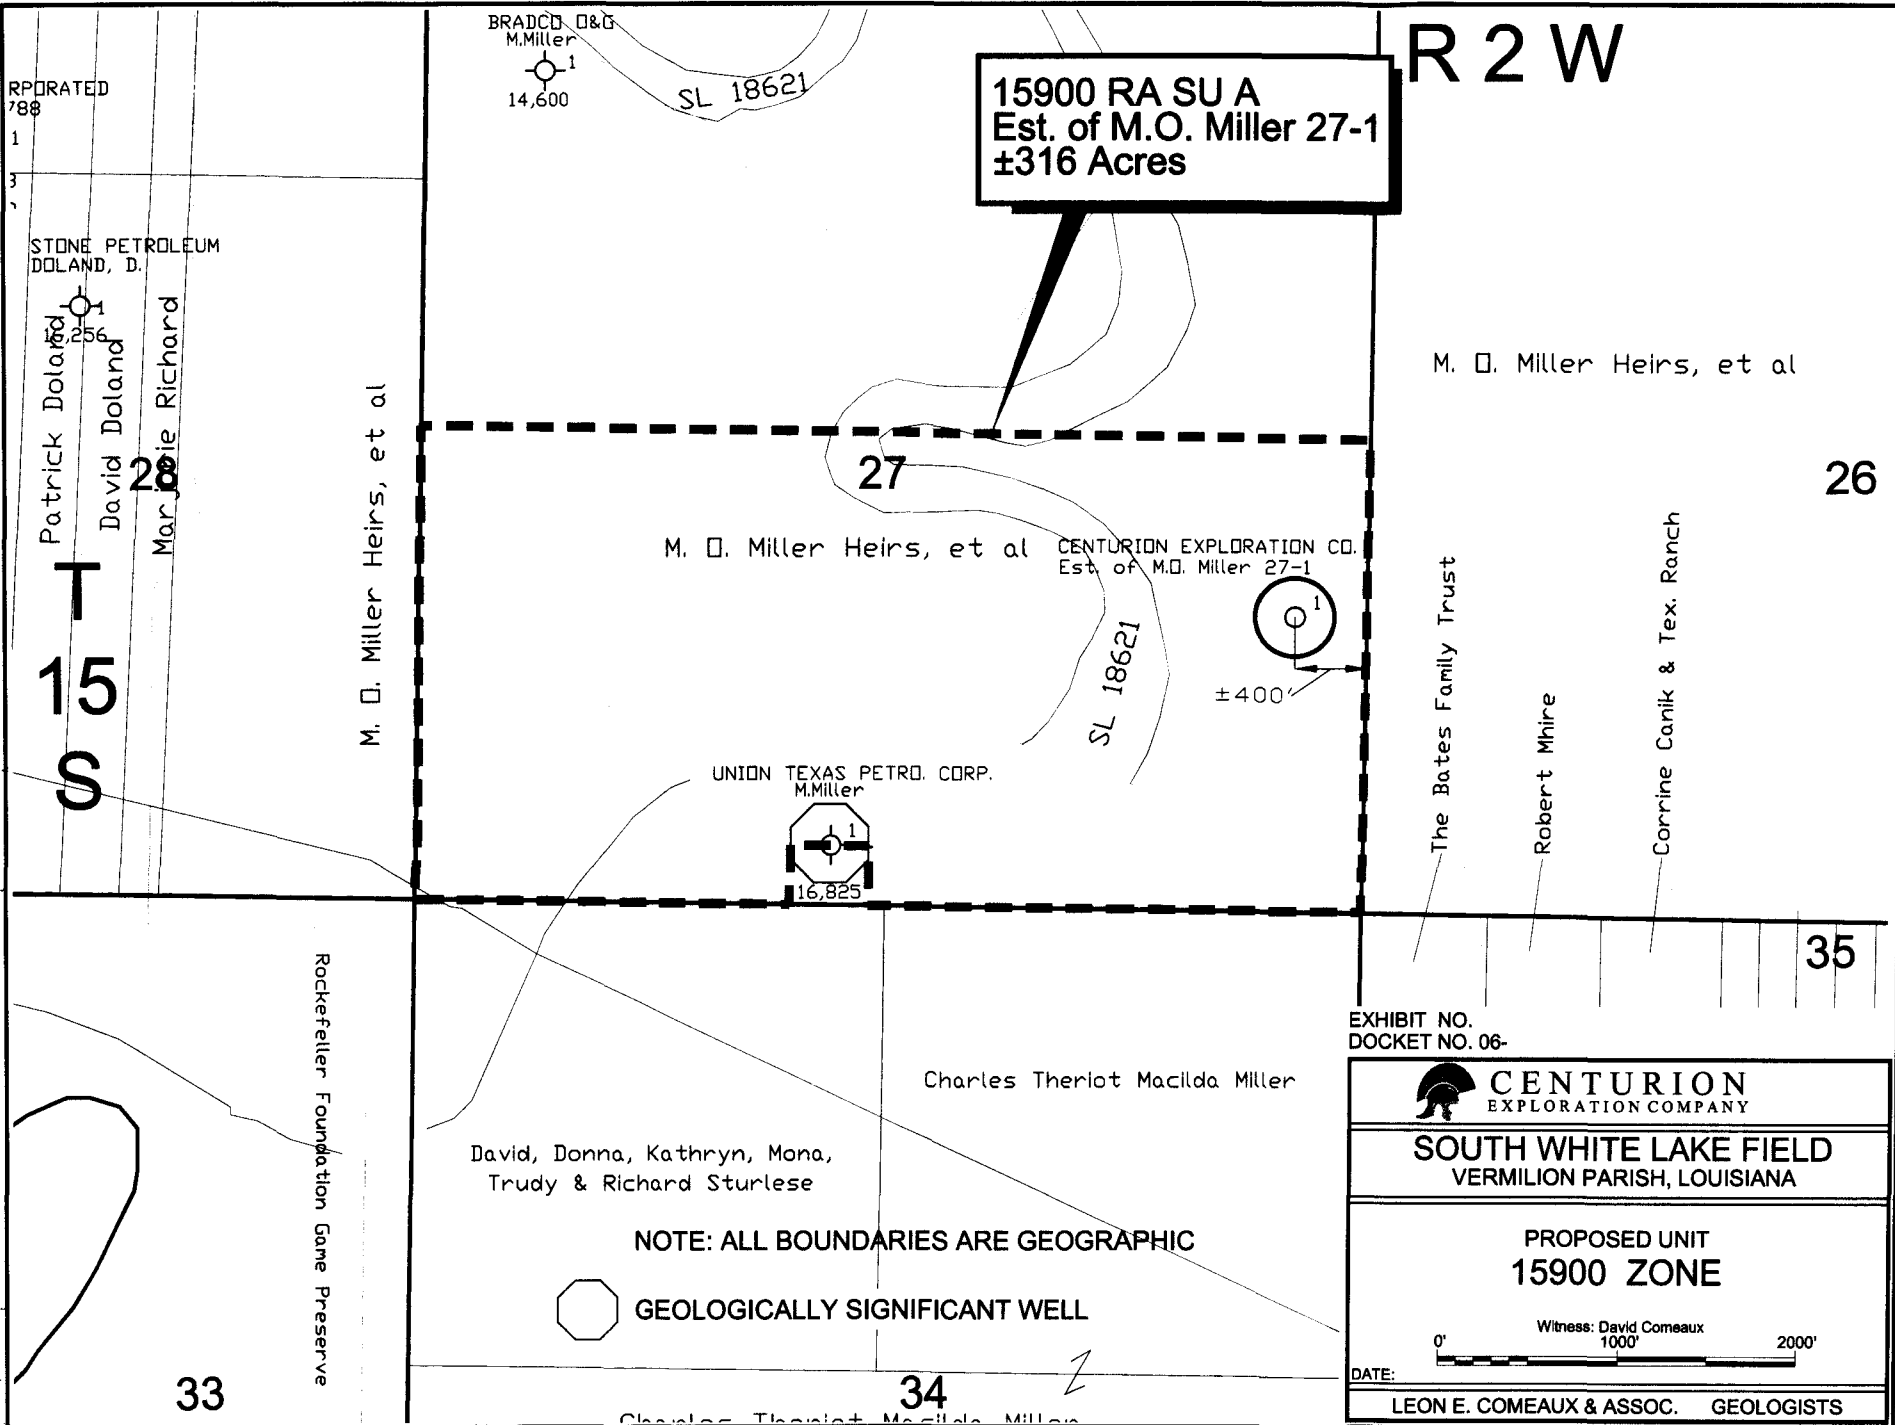 BRADCO O&G
M.Miller
1
14,600
SL 18621
R 2 W
15900 RA SU A
Est. of M.O. Miller 27-1
±316 Acres
RPORATED
788
1
3
STONE PETROLEUM
DOLAND, D.
1
Patrick Doland
David Doland
Marjorie Richard
28
M. O. Miller Heirs, et al
M. O. Miller Heirs, et al
26
27
M. O. Miller Heirs, et al
CENTURION EXPLORATION CO.
Est. of M.O. Miller 27-1
1
±400'
SL 18621
T
15
S
UNION TEXAS PETRO. CORP.
M.Miller
1
16,825
The Bates Family Trust
Robert Mhire
Corrine Canik & Tex. Ranch
35
Rockefeller Foundation Game Preserve
Charles Theriot Macilda Miller
David, Donna, Kathryn, Mona,
Trudy & Richard Sturlese
NOTE: ALL BOUNDARIES ARE GEOGRAPHIC
GEOLOGICALLY SIGNIFICANT WELL
33
34
Charles Theriot Macilda Miller
EXHIBIT NO.
DOCKET NO. 06-
CENTURION
EXPLORATION COMPANY
SOUTH WHITE LAKE FIELD
VERMILION PARISH, LOUISIANA
PROPOSED UNIT
15900 ZONE
Witness: David Comeaux
0' 1000' 2000'
DATE:
LEON E. COMEAUX & ASSOC. GEOLOGISTS